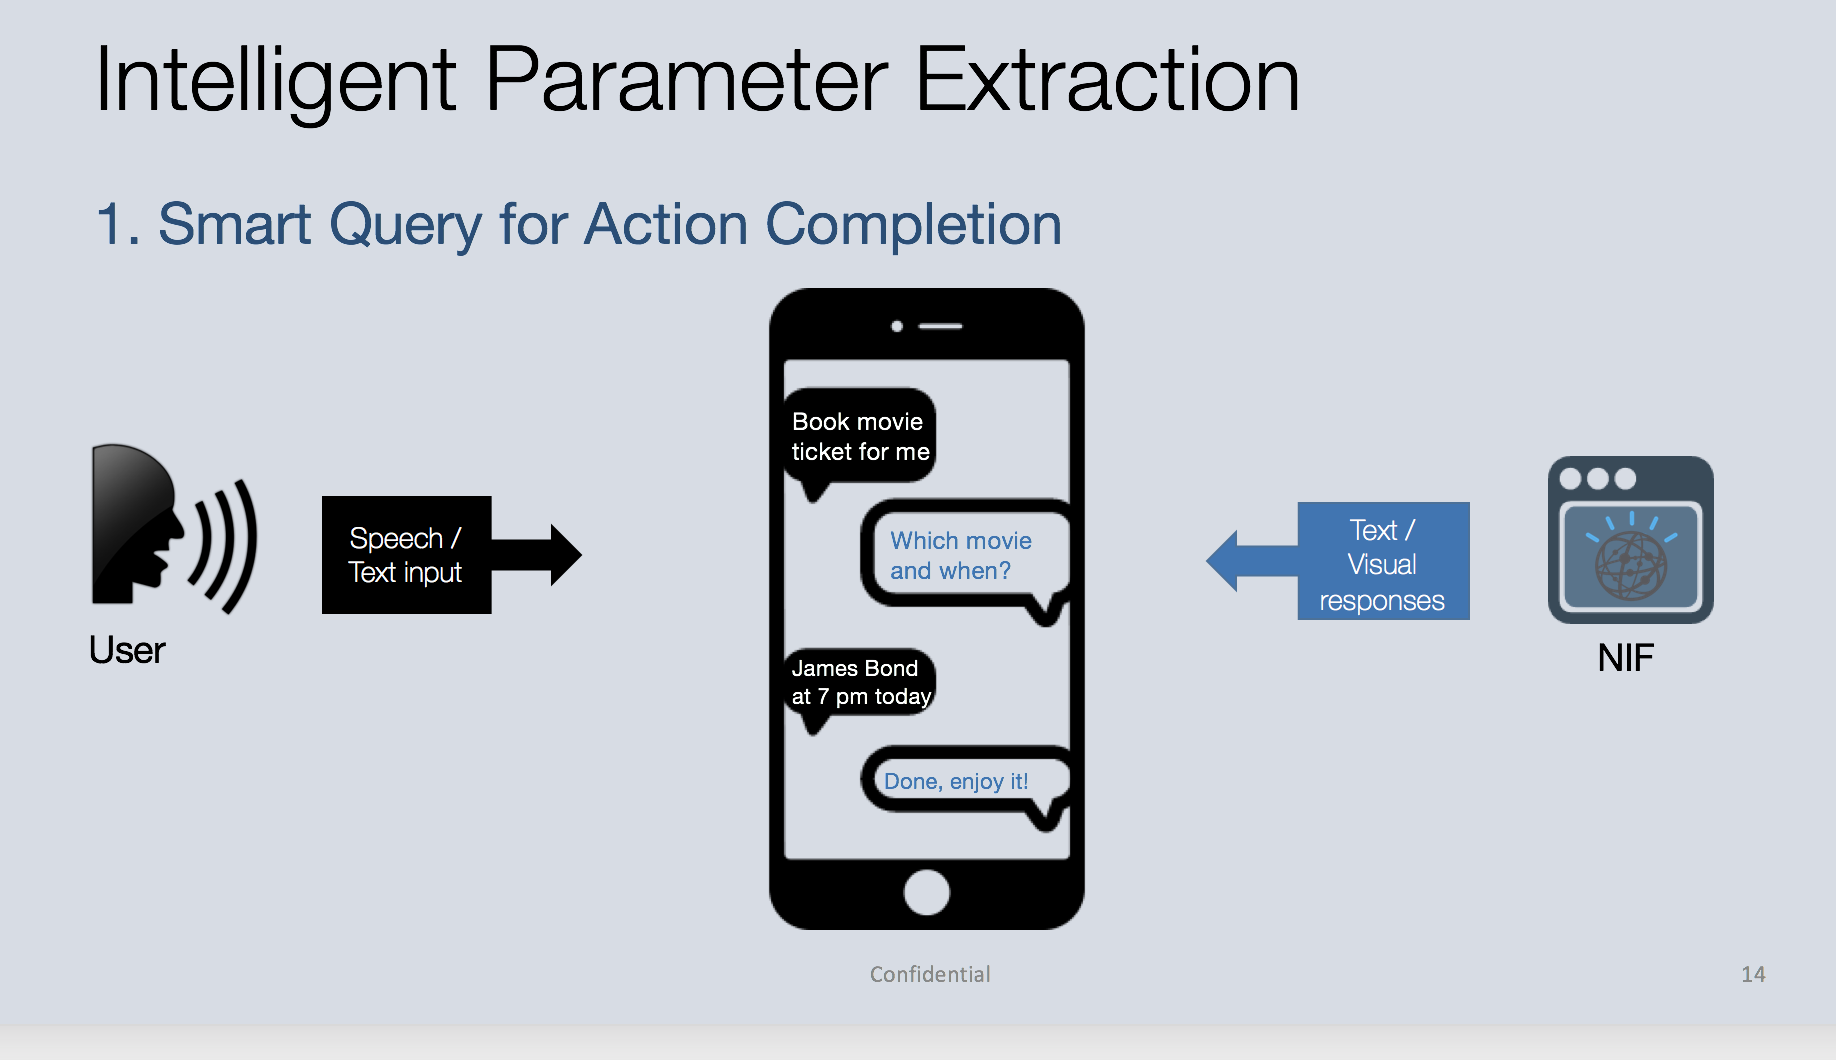 Intelligent Parameter Extraction
1. Smart Query for Action Completion
Book movie
ticket for me
Which movie
and when?
James Bond
at 7 pm today
Done, enjoy it!
Speech /
Text input
User
Text /
Visual
responses
NIF
Confidential
14